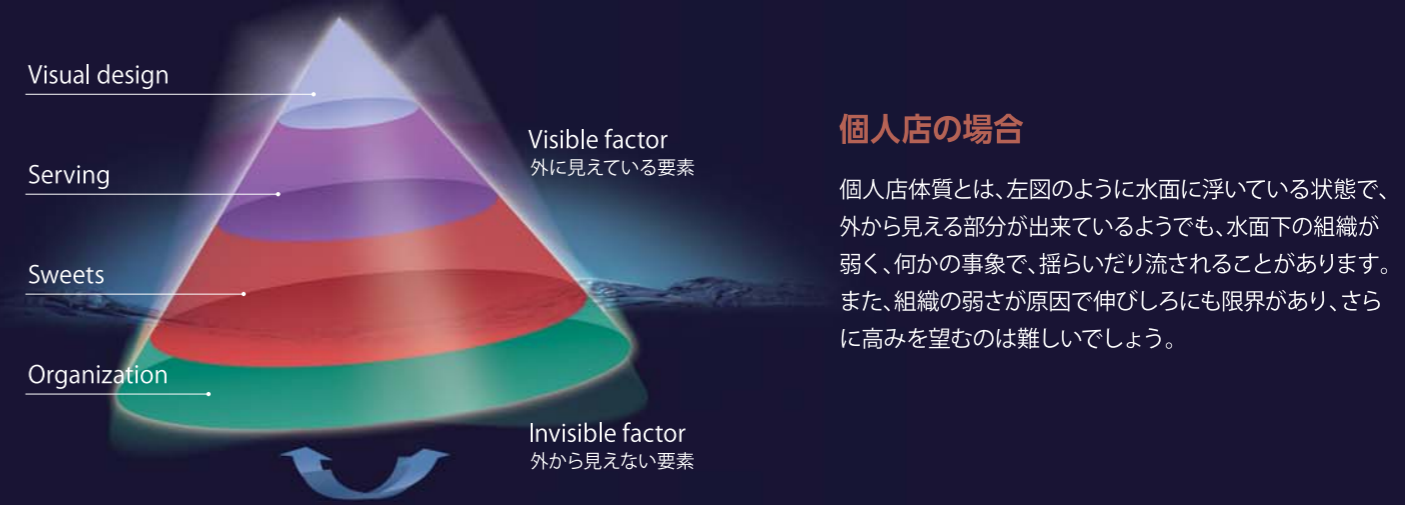 Visual design
Serving
Sweets
Organization
Visible factor
外に見えている要素
Invisible factor
外から見えない要素
個人店の場合
個人店体質とは、左図のように水面に浮いている状態で、
外から見える部分が出来ているようでも、水面下の組織が
弱く、何かの事象で、揺らいだり流されることがあります。
また、組織の弱さが原因で伸びしろにも限界があり、さら
に高みを望むのは難しいでしょう。